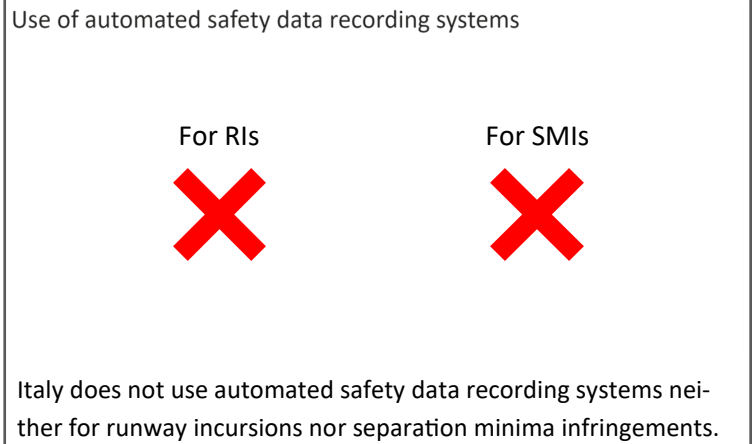 Use of automated safety data recording systems
For RIs For SMIs
Italy does not use automated safety data recording systems nei-
ther for runway incursions nor separation minima infringements.